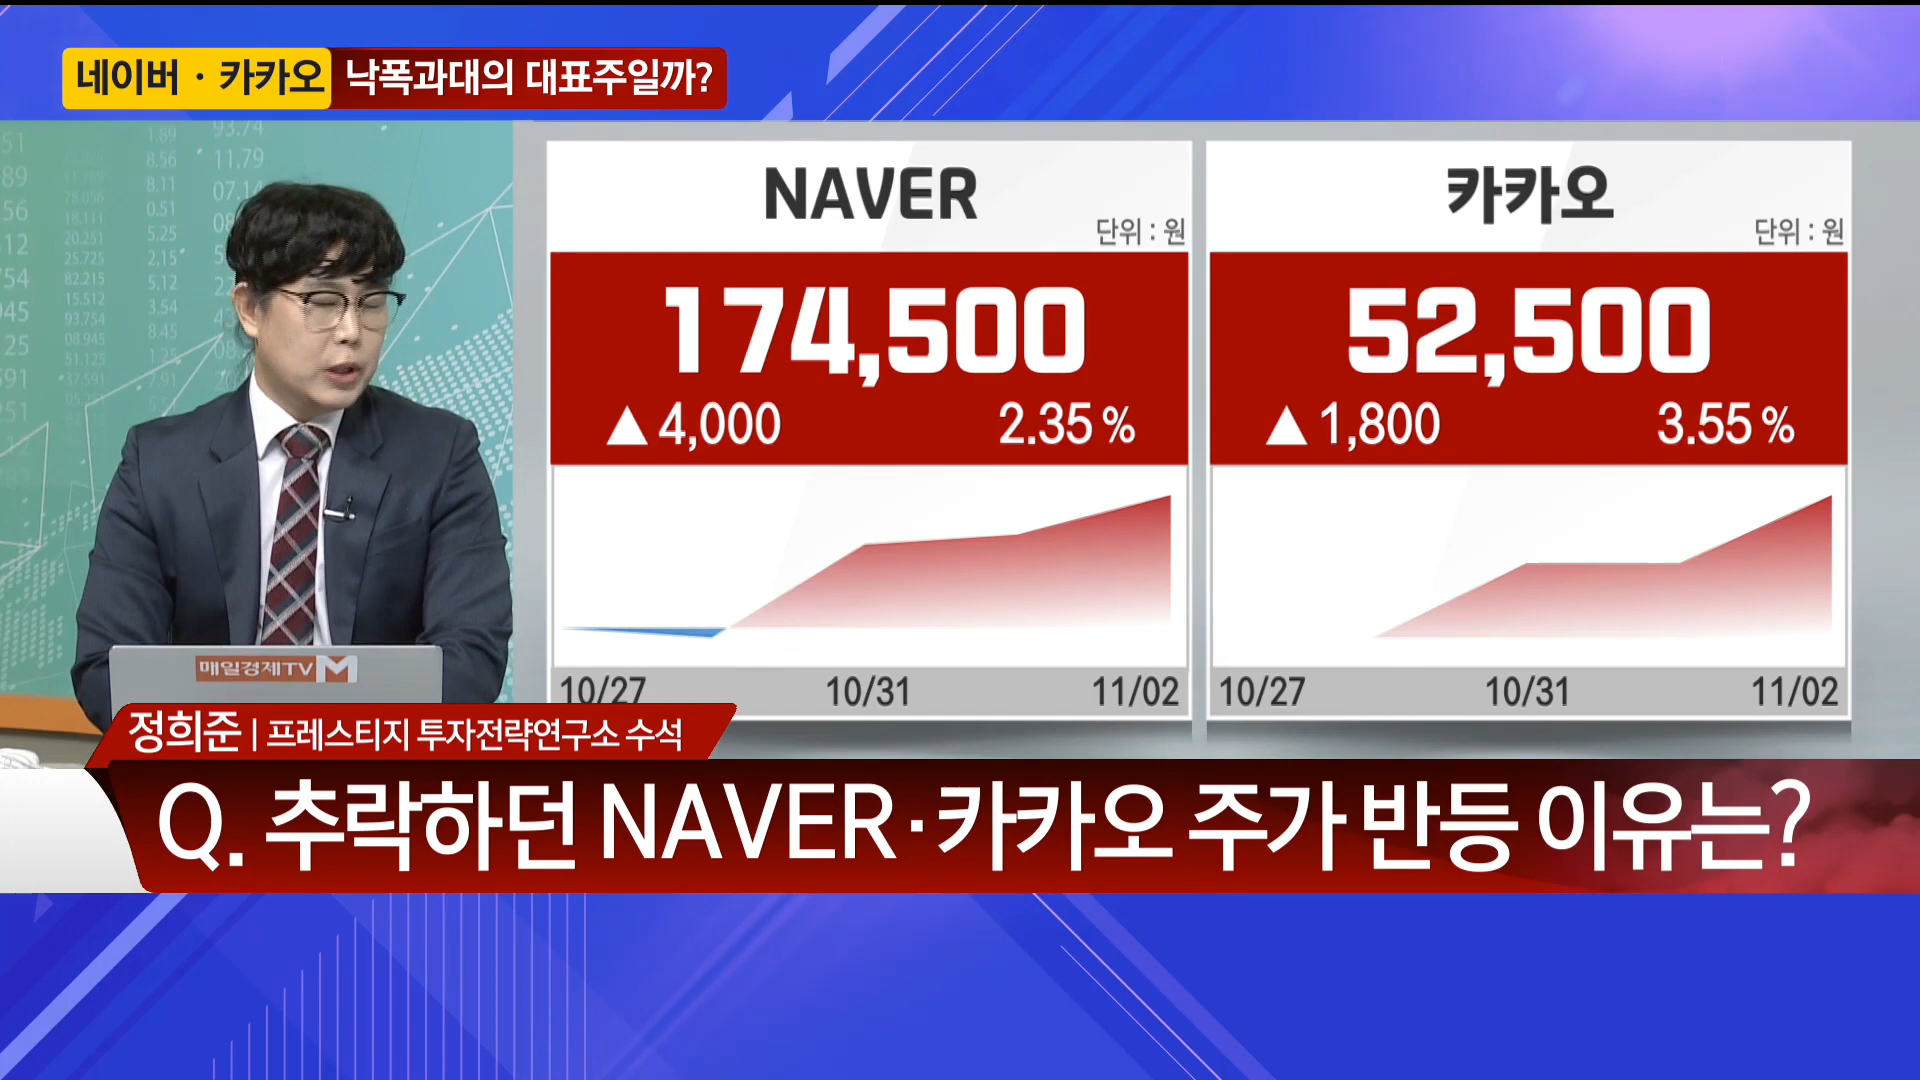 네이버 · 카카오 낙폭과대의 대표주일까?
NAVER
단위 : 원
174,500
▲4,000 2.35 %
10/27 10/31 11/02
카카오
단위 : 원
52,500
▲1,800 3.55 %
10/27 10/31 11/02
매일경제TV M
정희준 | 프레스티지 투자전략연구소 수석
Q. 추락하던 NAVER·카카오 주가 반등 이유는?